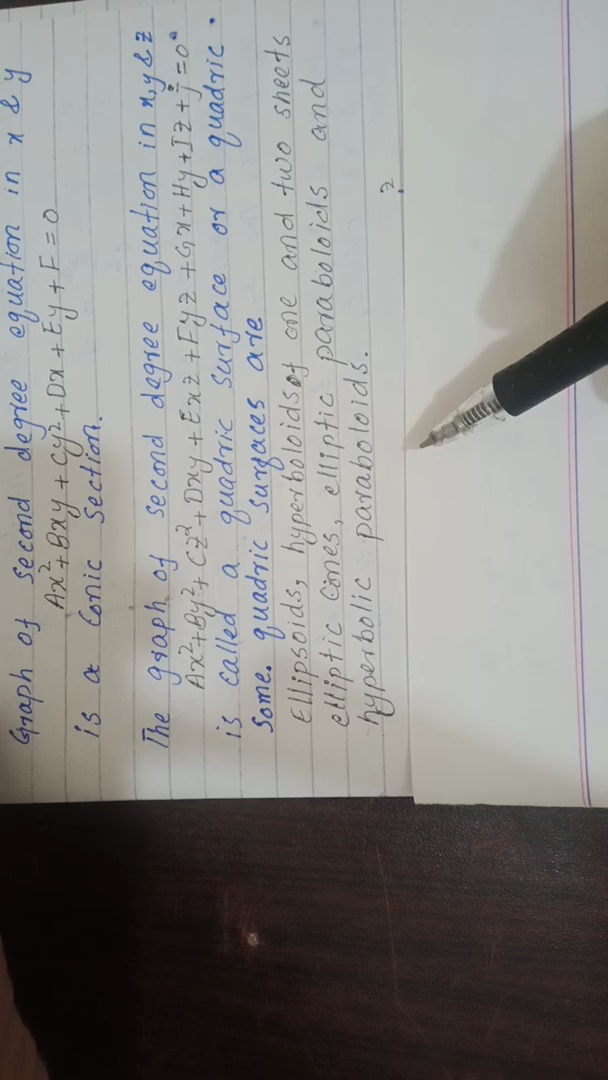 Graph of second degree equation in x & y
Ax²+Bxy+Cy²+Dx+Ey+F=0
is a conic section.
The graph of second degree equation in x,y & z
Ax²+By²+Cz²+Dxy+Exz+Fyz+Gx+Hy+Iz+j=0
is called a quadric surface or a quadric.
Some. quadric surfaces are
Ellipsoids, hyperboloids of one and two sheets
elliptic cones, elliptic paraboloids and
hyperbolic paraboloids.